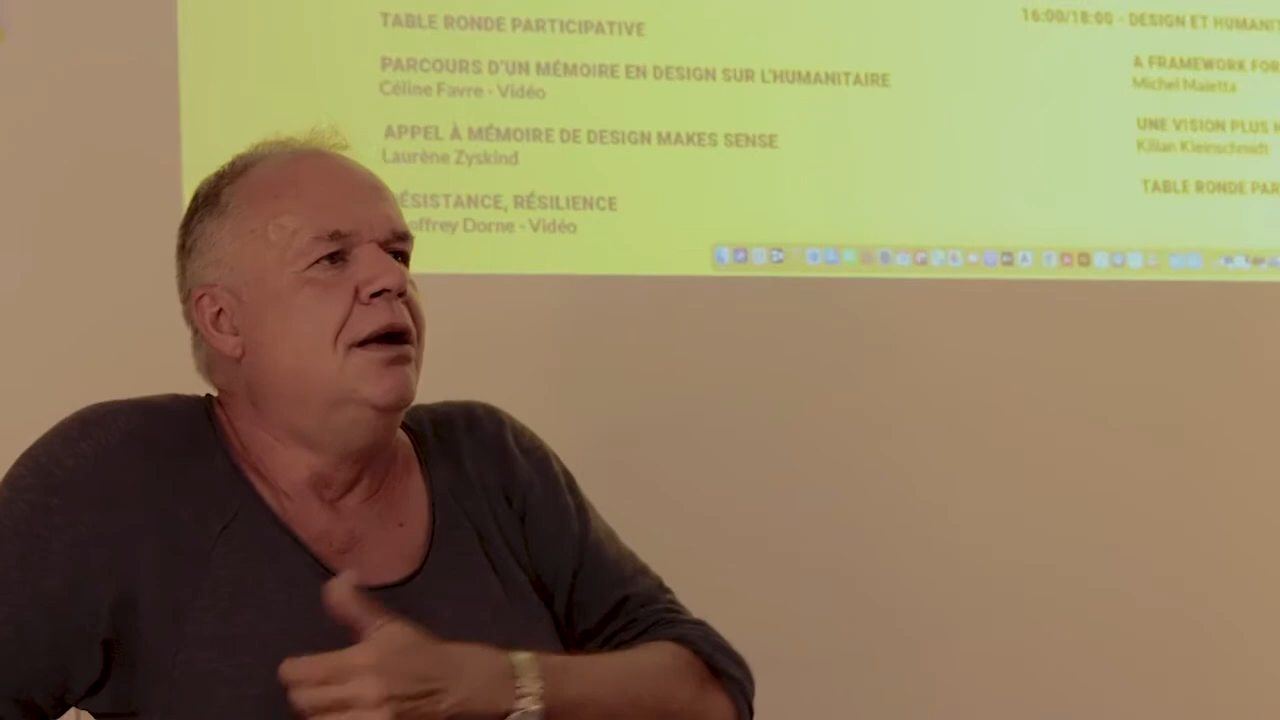 TABLE RONDE PARTICIPATIVE
PARCOURS D'UN MÉMOIRE EN DESIGN SUR L'HUMANITAIRE
Céline Favre - Vidéo
APPEL À MÉMOIRE DE DESIGN MAKES SENSE
Laurène Zyskind
ÉSISTANCE, RÉSILIENCE
offrey Dorne - Vidéo
16:00/18:00 - DESIGN ET HUMANIT
A FRAMEWORK FOR
Michel Maietta
UNE VISION PLUS
Kilian Kleinschmidt
TABLE RONDE PAR